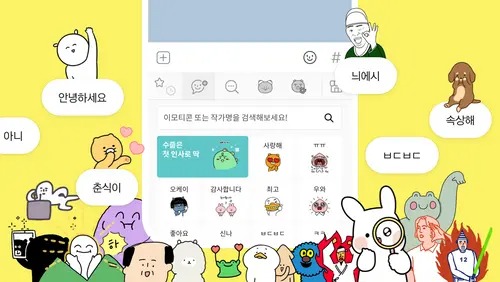 안녕하세요
늬에시
아니
속상해
춘식이
ㅂㄷㅂㄷ
#
이모티콘 또는 작가명을 검색해보세요!
수줍은
첫 인사로 딱
사랑해
ㅠㅠ
오케이
감사합니다
최고
우와
좋아요
신나
ㅂㄷㅂㄷ
ㅋㅋ
하
12